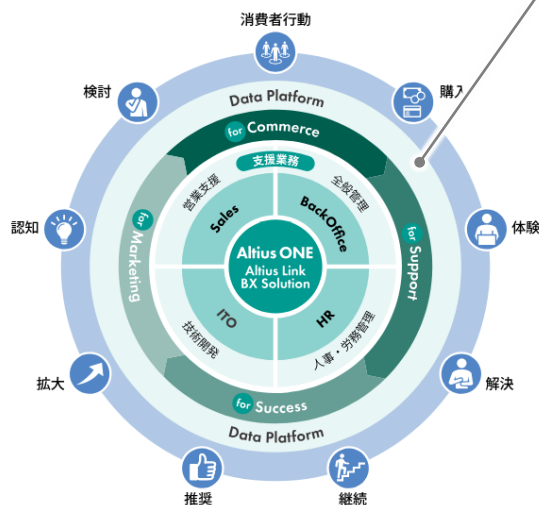 消費者行動
検討
購入
Data Platform
for Commerce
支援業務
営業支援
全般管理
Sales
BackOffice
認知
for Marketing
Altius ONE
Altius Link
BX Solution
for Support
体験
ITO
HR
技術開発
人事・労務管理
拡大
解決
for Success
Data Platform
推奨
継続